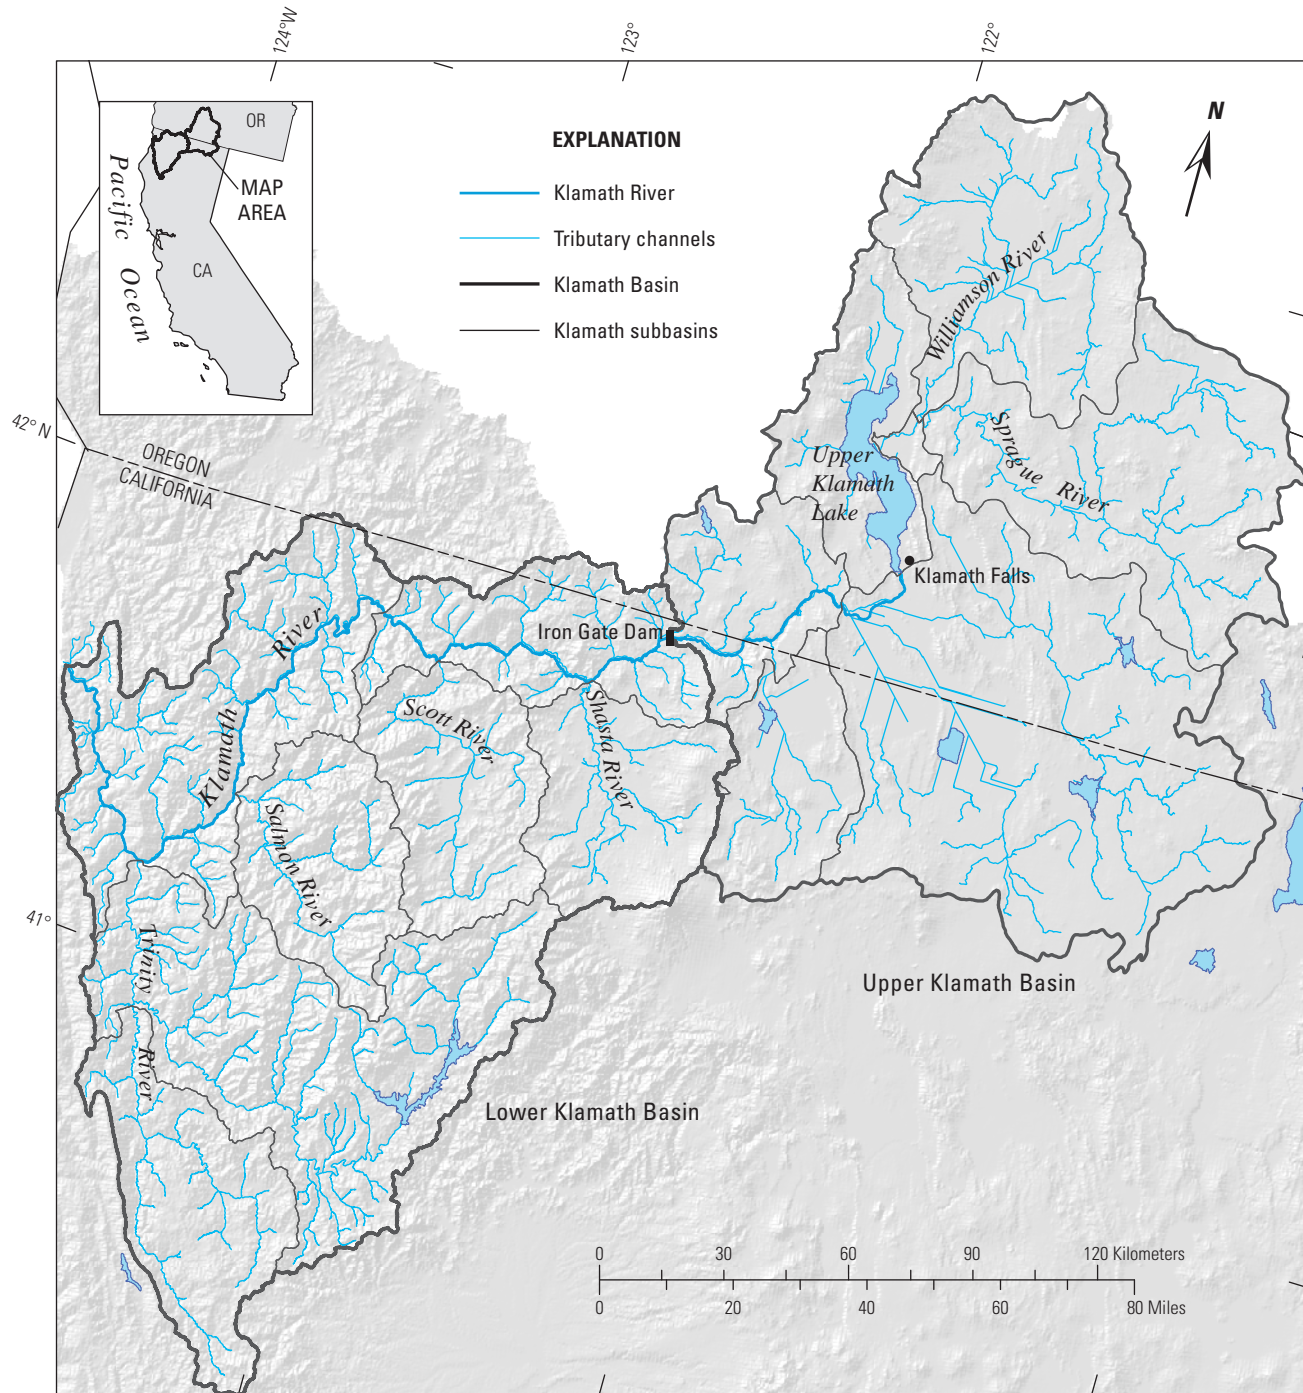 124°W
123°
122°
N
OR
Pacific Ocean
MAP
AREA
CA
EXPLANATION
Klamath River
Tributary channels
Klamath Basin
Klamath subbasins
42° N
OREGON
CALIFORNIA
Williamson River
Sprague River
Upper
Klamath
Lake
Klamath Falls
Iron Gate Dam
Klamath River
Scott River
Shasta River
Salmon River
41°
Trinity River
Upper Klamath Basin
Lower Klamath Basin
0 30 60 90 120 Kilometers
0 20 40 60 80 Miles